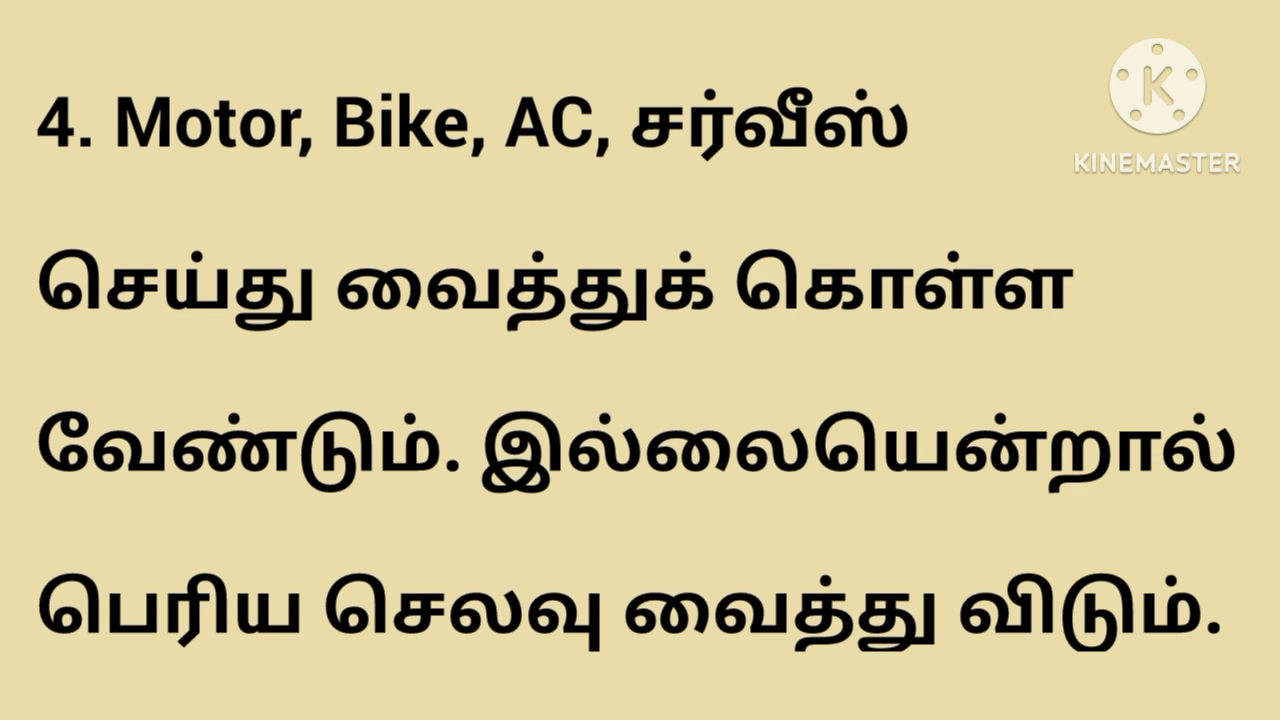 4. Motor, Bike, AC, சர்வீஸ்
KINEMASTER
செய்து வைத்துக் கொள்ள
வேண்டும். இல்லையென்றால்
பெரிய செலவு வைத்து விடும்.